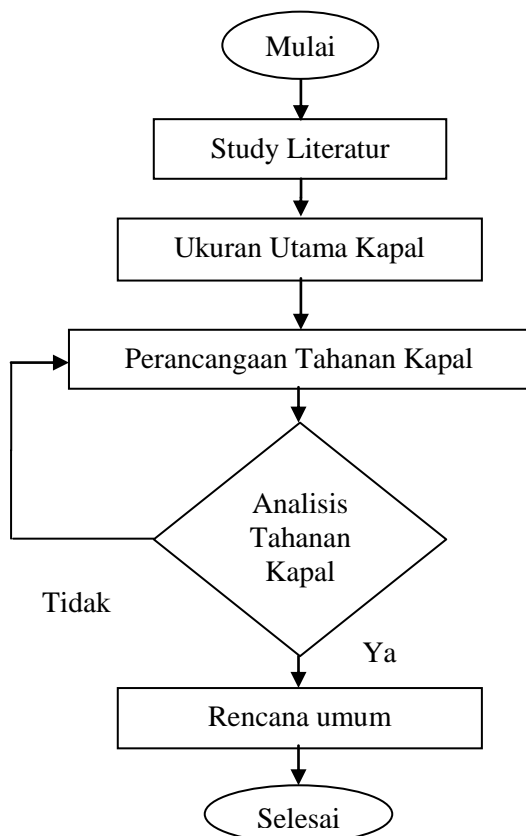 Mulai
Study Literatur
Ukuran Utama Kapal
Perancangaan Tahanan Kapal
Analisis
Tahanan
Kapal
Tidak
Ya
Rencana umum
Selesai